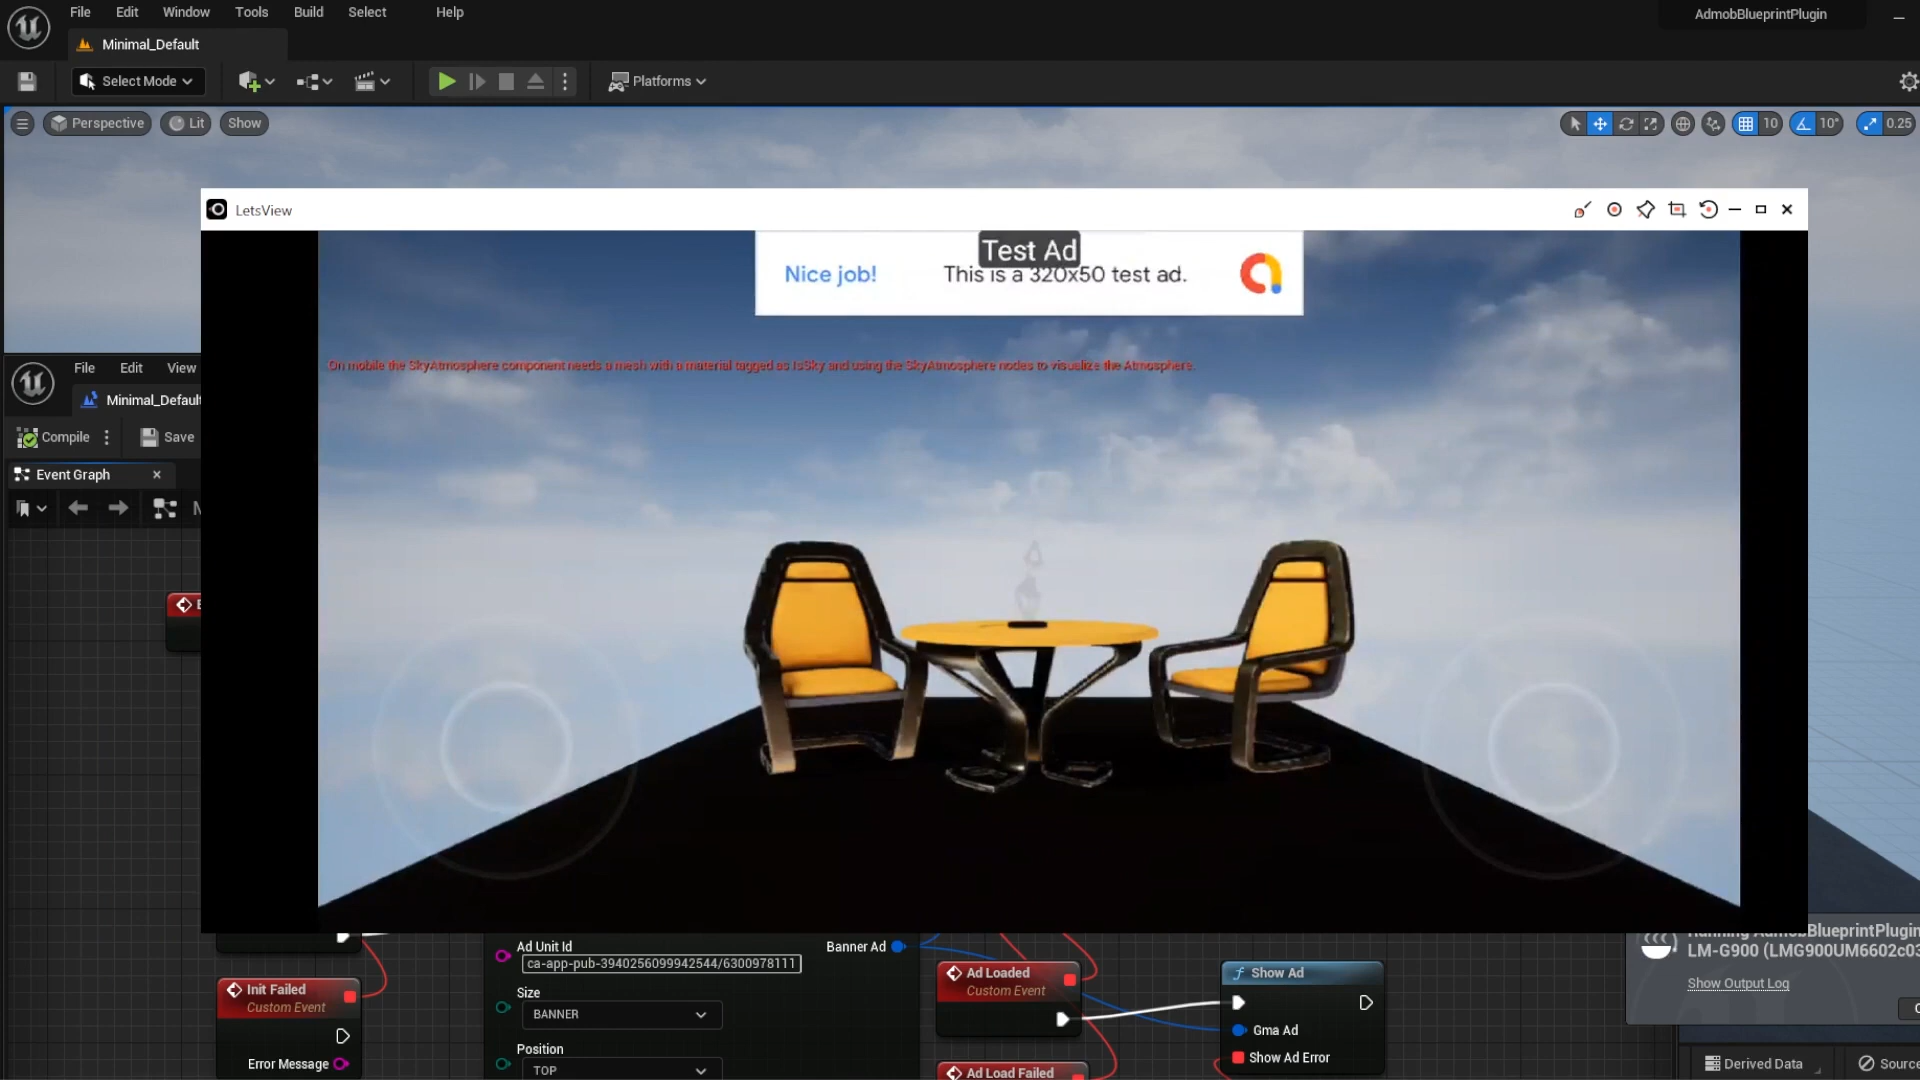 File Edit Window Tools Build Select Help
AdmobBlueprintPlugin
Minimal_Default
Select Mode
Platforms
Perspective Lit Show
10 10° 0.25
LetsView
Test Ad
Nice job! This is a 320x50 test ad.
On mobile the SkyAtmosphere component needs a mesh with a material tagged as IsSky and using the SkyAtmosphere nodes to visualize the Atmosphere.
File Edit View
Minimal_Default
Compile Save
Event Graph
Ad Unit Id
ca-app-pub-3940256099942544/6300978111
Banner Ad
Size
BANNER
Position
TOP
Init Failed
Custom Event
Error Message
Ad Loaded
Custom Event
Ad Load Failed
Show Ad
Gma Ad
Show Ad Error
Running AdmobBlueprintPlugin
LM-G900 (LMG900UM6602c03
Show Output Log
Derived Data
Source